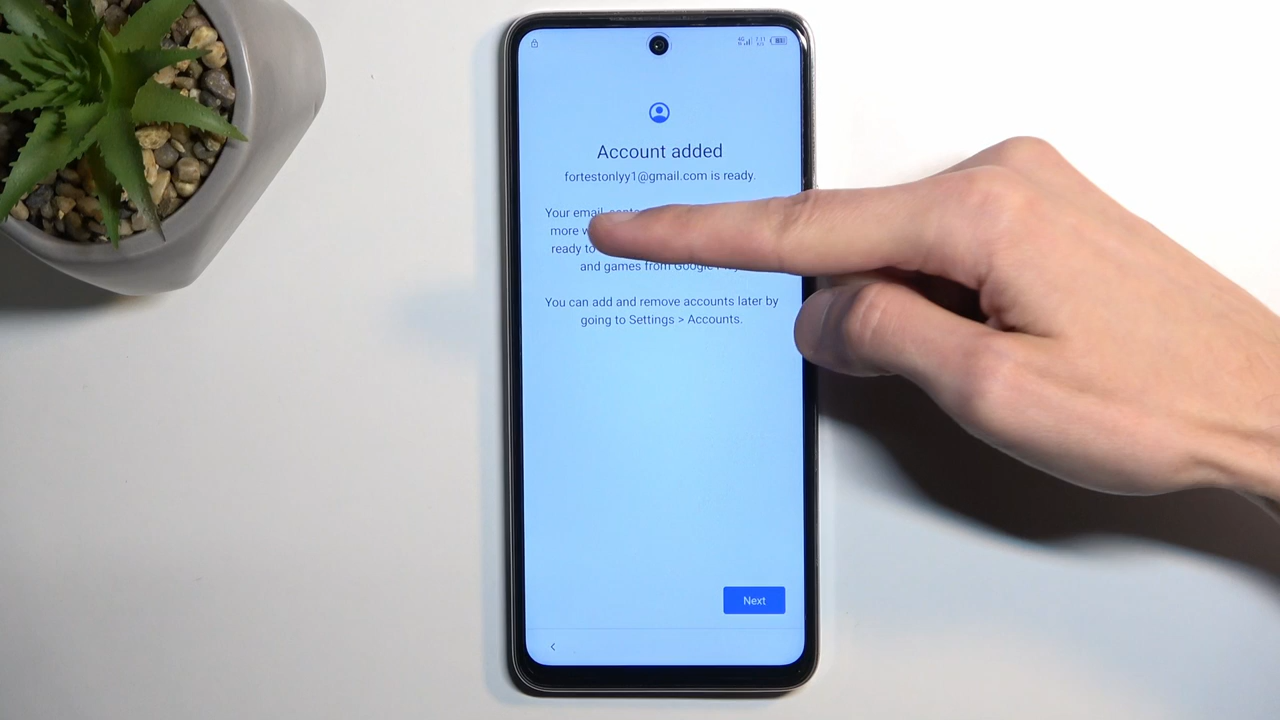 Account added
fortestonlyy1@gmail.com is ready.
Your email,
more
ready to
and games from Google
You can add and remove accounts later by
going to Settings > Accounts.
Next